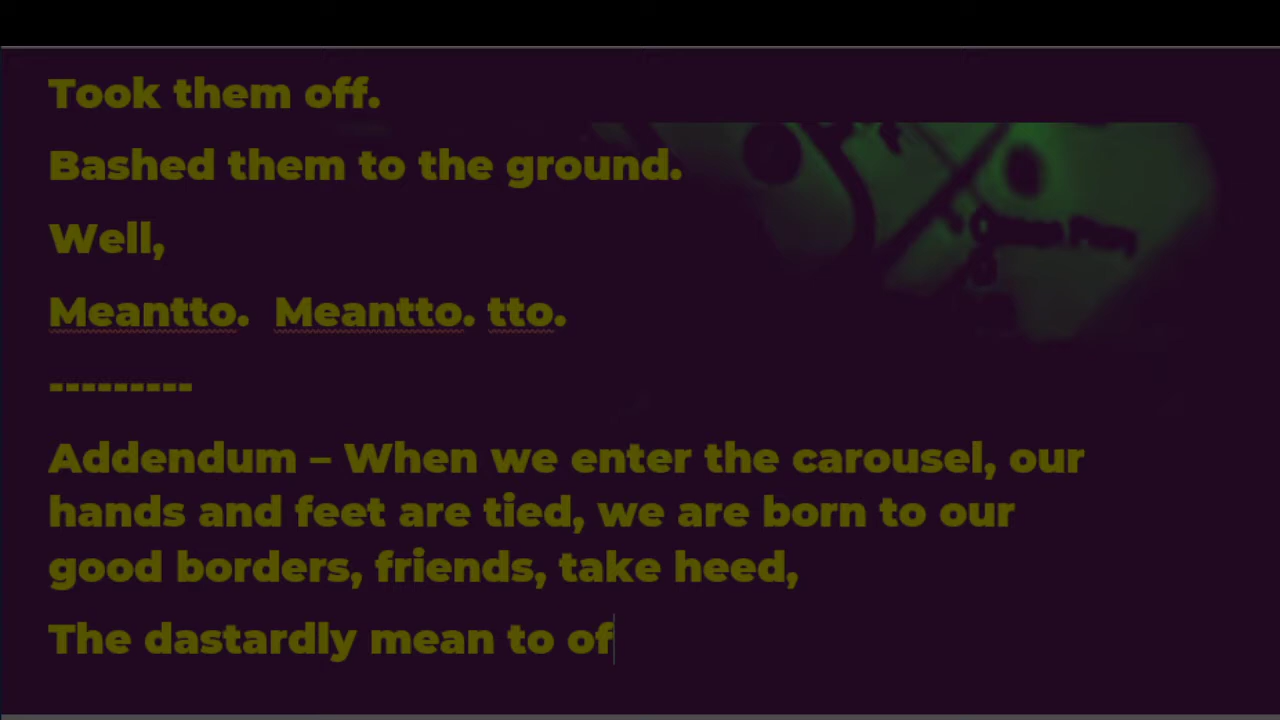 Took them off.
Bashed them to the ground.
Well,
Meantto.  Meantto. tto.
---------
Addendum – When we enter the carousel, our
hands and feet are tied, we are born to our
good borders, friends, take heed,
The dastardly mean to of